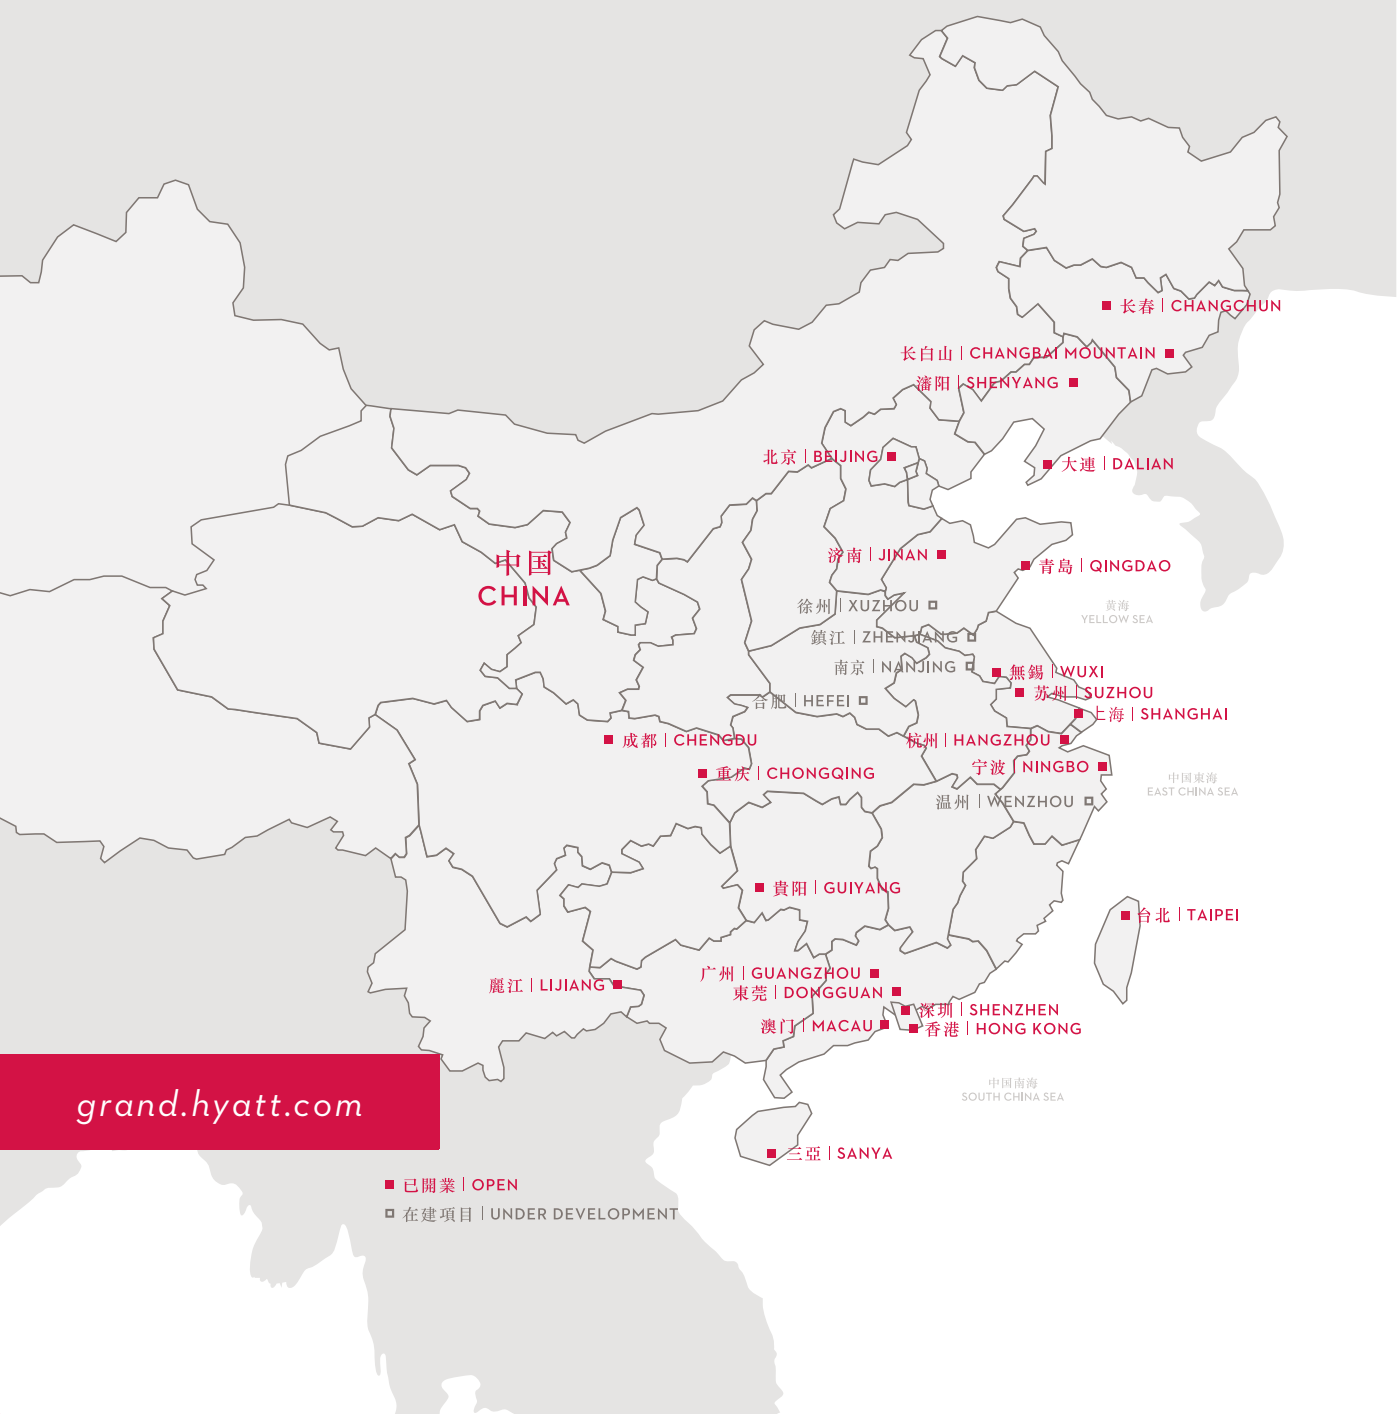 长春 | CHANGCHUN
长白山 | CHANGBAI MOUNTAIN
瀋阳 | SHENYANG
北京 | BEIJING
大連 | DALIAN
中国
CHINA
济南 | JINAN
青島 | QINGDAO
徐州 | XUZHOU
黄海
YELLOW SEA
鎮江 | ZHENJIANG
南京 | NANJING
無錫 | WUXI
苏州 | SUZHOU
合肥 | HEFEI
上海 | SHANGHAI
成都 | CHENGDU
杭州 | HANGZHOU
重庆 | CHONGQING
宁波 | NINGBO
中国東海
EAST CHINA SEA
温州 | WENZHOU
貴阳 | GUIYANG
台北 | TAIPEI
广州 | GUANGZHOU
麗江 | LIJIANG
東莞 | DONGGUAN
深圳 | SHENZHEN
澳门 | MACAU
香港 | HONG KONG
中国南海
SOUTH CHINA SEA
grand.hyatt.com
三亞 | SANYA
已開業 | OPEN
在建項目 | UNDER DEVELOPMENT